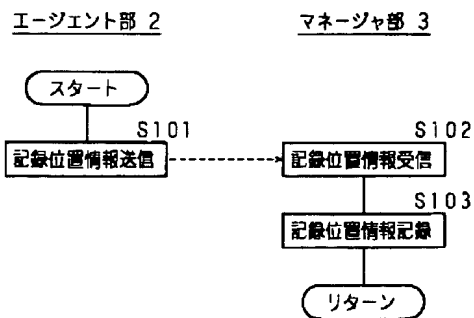 エージェント部 2
マネージャ部 3
スタート
S101
記録位置情報送信
S102
記録位置情報受信
S103
記録位置情報記録
リターン